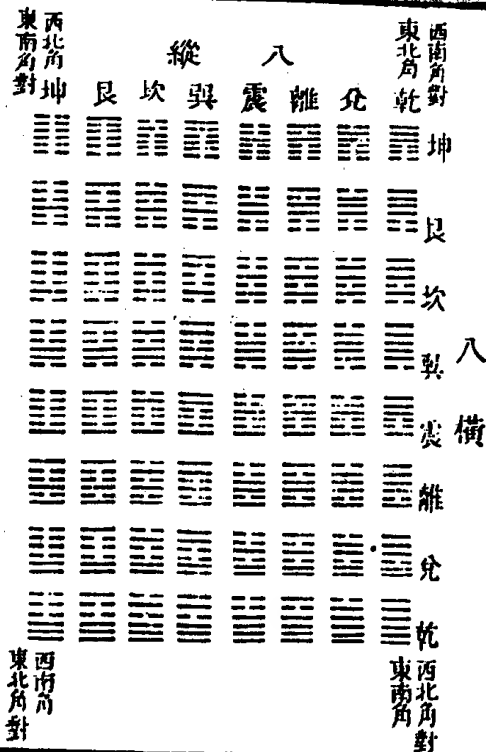 西南角對
東北角
八縱
西北角
東南角對
乾兌離震巽坎艮坤
八橫
坤
艮
坎
巽
震
離
兌
乾
西北角對
東南角
西南角
東北角對